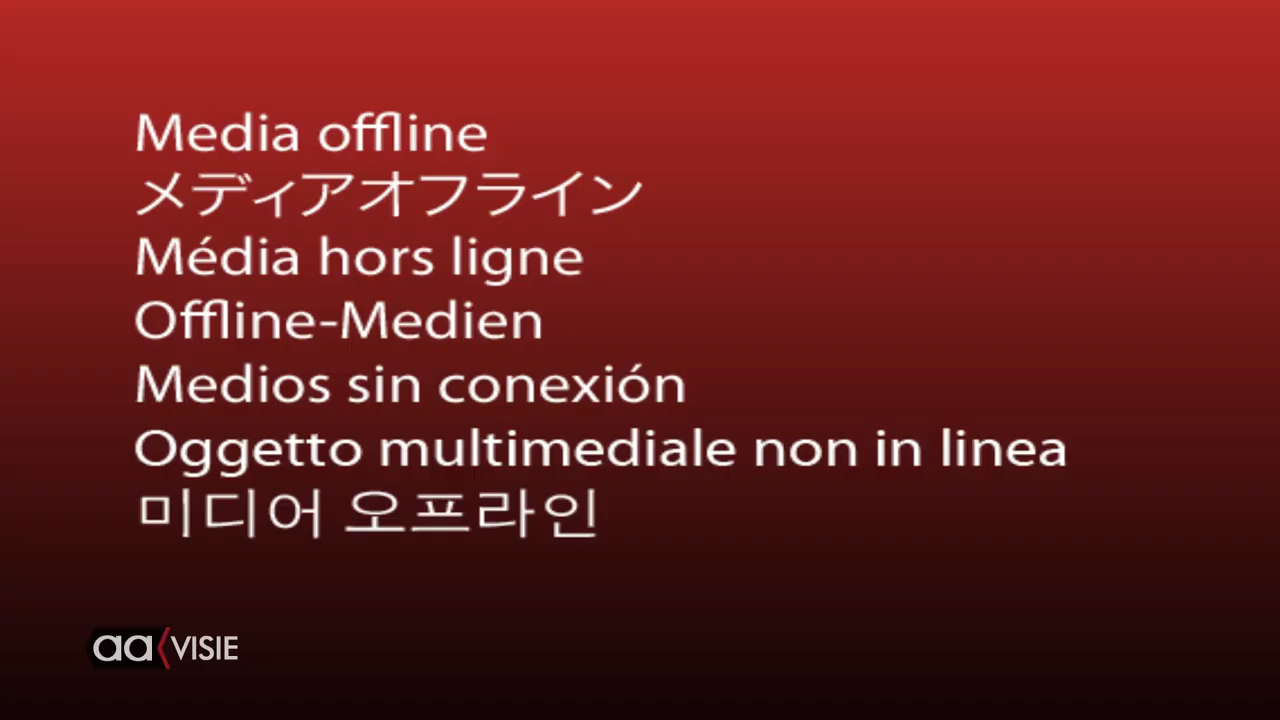 Media offline
メディアオフライン
Média hors ligne
Offline-Medien
Medios sin conexión
Oggetto multimediale non in linea
미디어 오프라인
aa VISIE